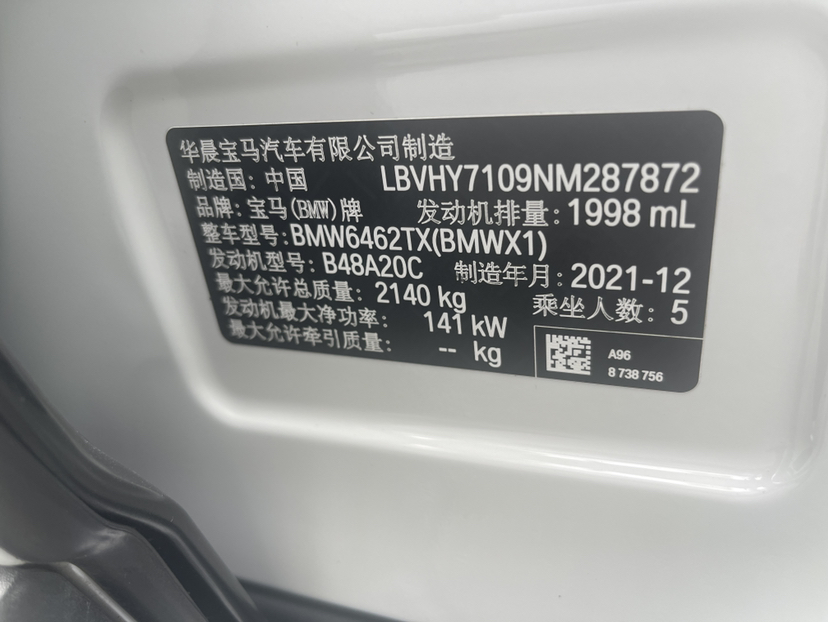 华晨宝马汽车有限公司制造
制造国: 中国 LBVHY7109NM287872
品牌: 宝马(BMW)牌 发动机排量: 1998 mL
整车型号: BMW6462TX(BMWX1)
发动机型号: B48A20C 制造年月: 2021-12
最大允许总质量: 2140 kg 乘坐人数: 5
发动机最大净功率: 141 kW
最大允许牵引质量: -- kg
A96
8 738 756